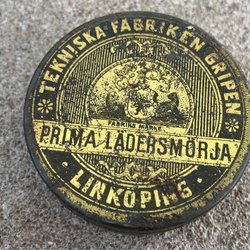 TEKNISKA FABRIKEN GRIPEN
FABRIKS MÄRKE
PRIMA LÄDERSMÖRJA
LINKÖPING